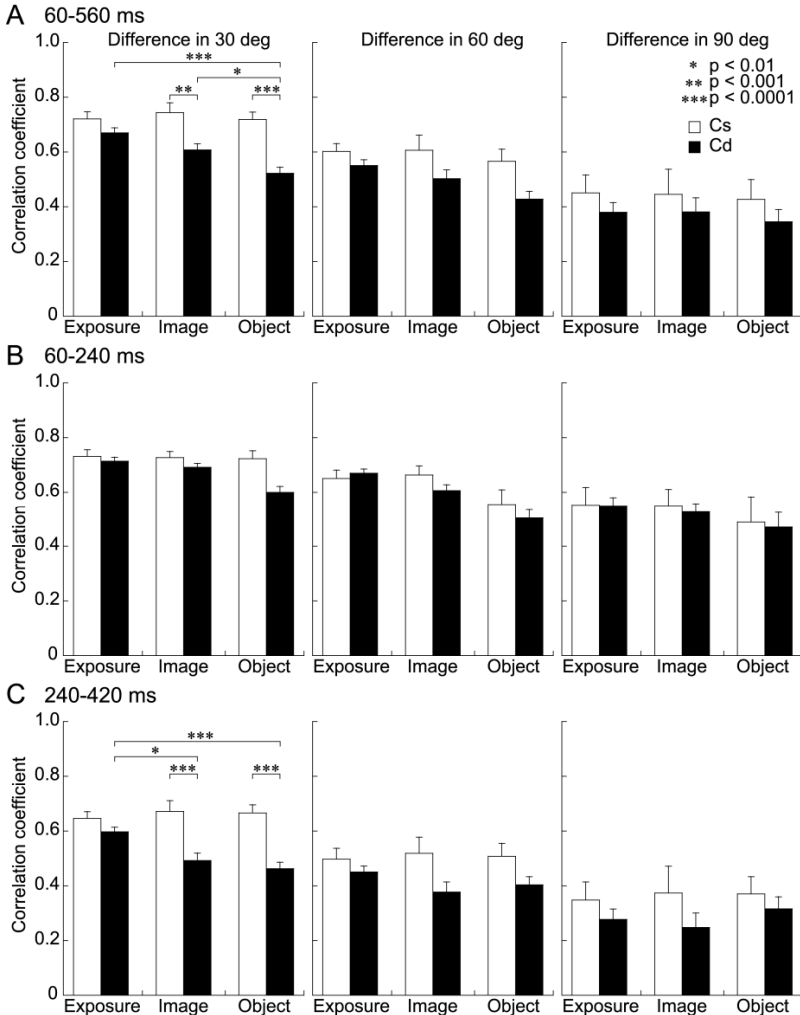 A 60-560 ms
Difference in 30 deg
Difference in 60 deg
Difference in 90 deg
* p < 0.01
** p < 0.001
*** p < 0.0001
Cs
Cd
***
*
**
***
Correlation coefficient
1.0
0.8
0.6
0.4
0.2
0
Exposure Image Object
Exposure Image Object
Exposure Image Object
B 60-240 ms
Correlation coefficient
1.0
0.8
0.6
0.4
0.2
0
Exposure Image Object
Exposure Image Object
Exposure Image Object
C 240-420 ms
***
*
***
***
Correlation coefficient
1.0
0.8
0.6
0.4
0.2
0
Exposure Image Object
Exposure Image Object
Exposure Image Object